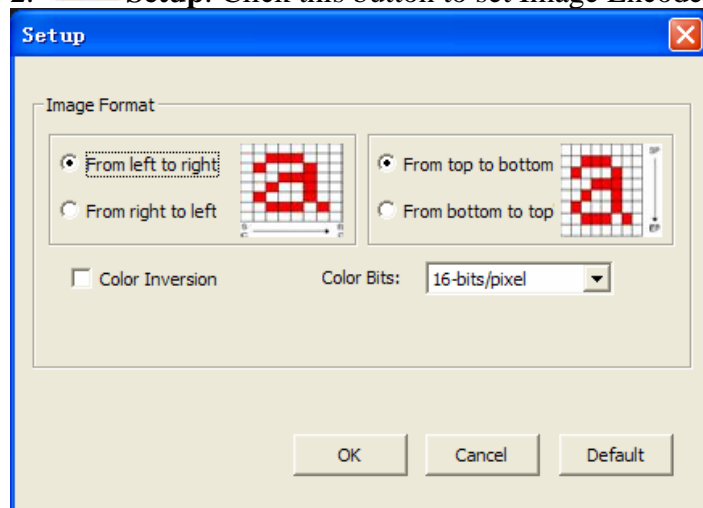 2. Setup: Click this button to set Image Encode
Setup
Image Format
From left to right
From right to left
From top to bottom
From bottom to top
Color Inversion
Color Bits: 16-bits/pixel
OK Cancel Default